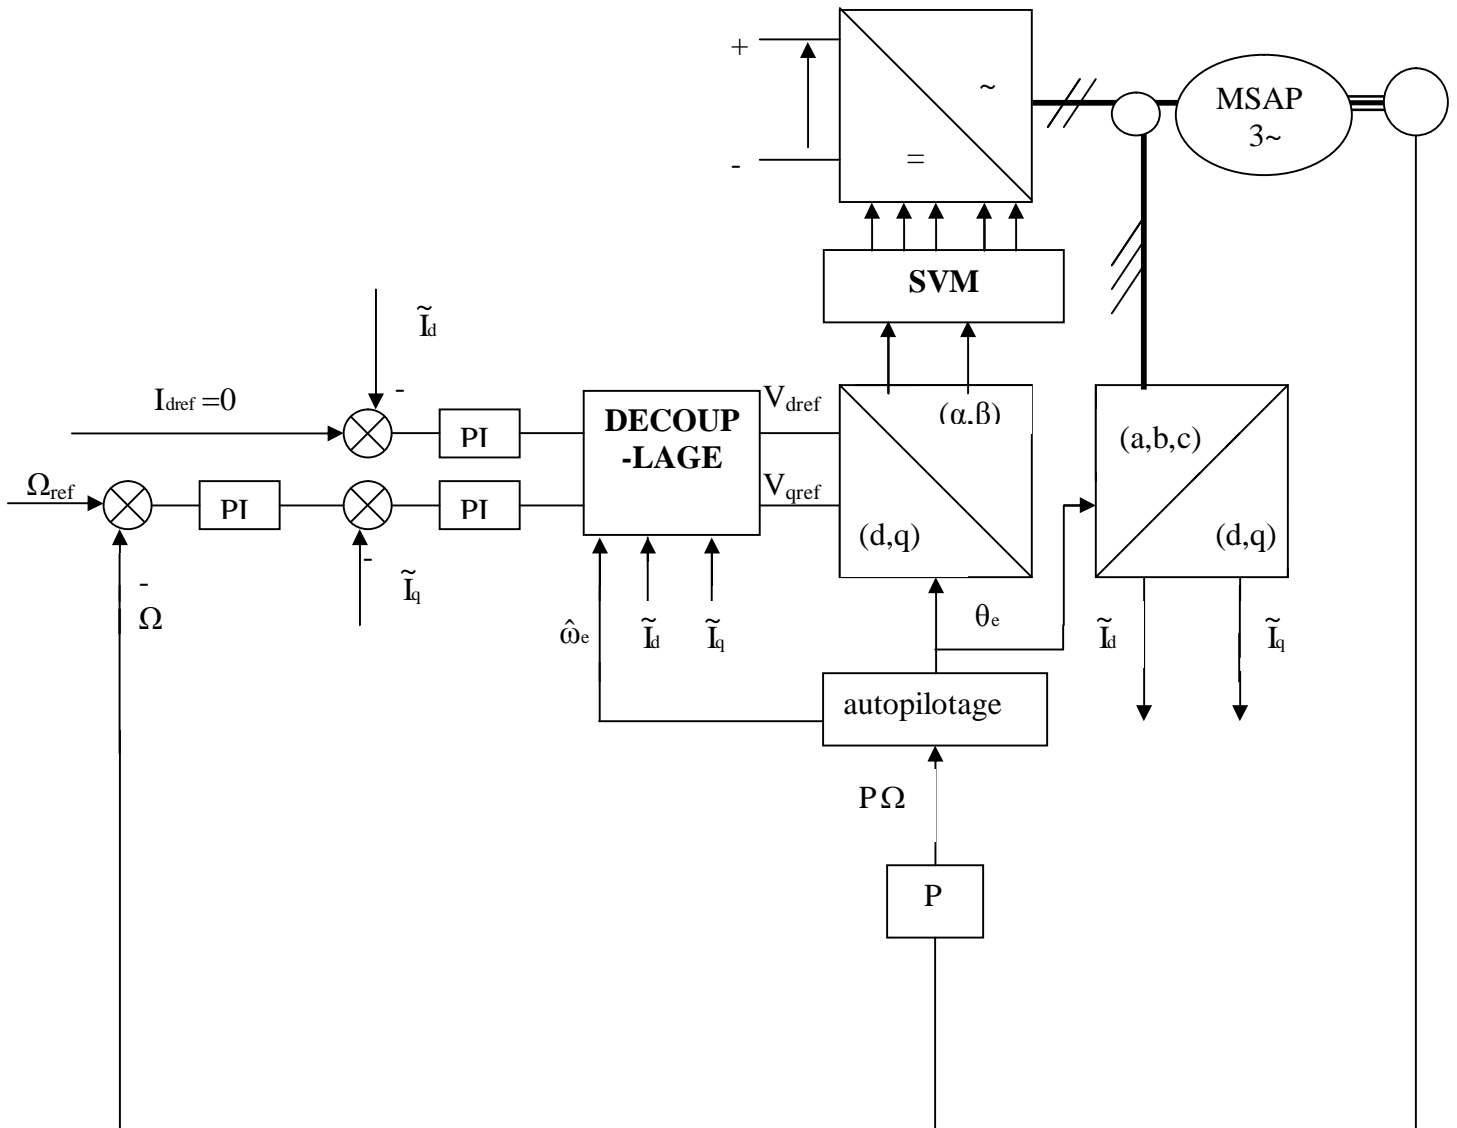 +
~
MSAP
3~
=
-
SVM
Ĩd
-
Idref =0
Vdref
(α,β)
DECOUP
-LAGE
(a,b,c)
PI
Ωref
Vqref
PI
PI
(d,q)
(d,q)
-
-
Ĩq
Ω
θe
ω̂e
Ĩd
Ĩq
Ĩd
Ĩq
autopilotage
PΩ
P